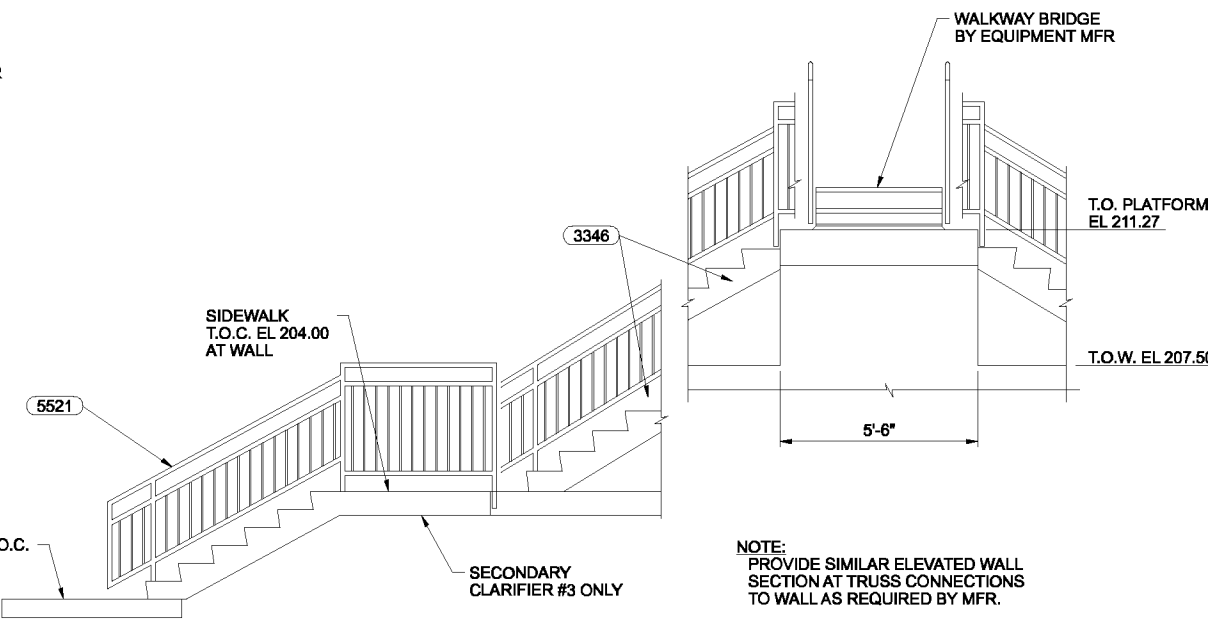 WALKWAY BRIDGE
BY EQUIPMENT MFR
T.O. PLATFORM
EL 211.27
3346
SIDEWALK
T.O.C. EL 204.00
AT WALL
T.O.W. EL 207.50
5521
5'-6"
O.C.
SECONDARY
CLARIFIER #3 ONLY
NOTE:
PROVIDE SIMILAR ELEVATED WALL
SECTION AT TRUSS CONNECTIONS
TO WALL AS REQUIRED BY MFR.